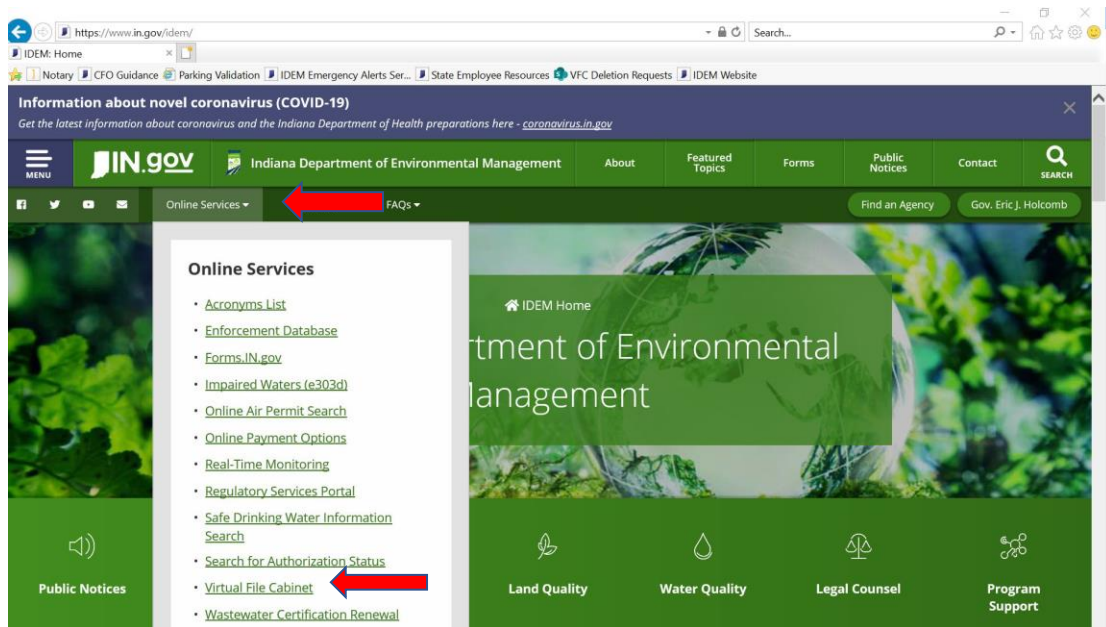 https://www.in.gov/idem/
Search...
IDEM: Home
Notary CFO Guidance Parking Validation IDEM Emergency Alerts Ser... State Employee Resources VFC Deletion Requests IDEM Website
Information about novel coronavirus (COVID-19)
Get the latest information about coronavirus and the Indiana Department of Health preparations here - coronavirus.in.gov
MENU
IN.gov
Indiana Department of Environmental Management
About
Featured
Topics
Forms
Public
Notices
Contact
SEARCH
Online Services
FAQs
Find an Agency
Gov. Eric J. Holcomb
Online Services
• Acronyms List
• Enforcement Database
• Forms.IN.gov
• Impaired Waters (e303d)
• Online Air Permit Search
• Online Payment Options
• Real-Time Monitoring
• Regulatory Services Portal
• Safe Drinking Water Information
Search
• Search for Authorization Status
• Virtual File Cabinet
• Wastewater Certification Renewal
IDEM Home
rtment of Environmental
Management
Public Notices
Land Quality
Water Quality
Legal Counsel
Program
Support